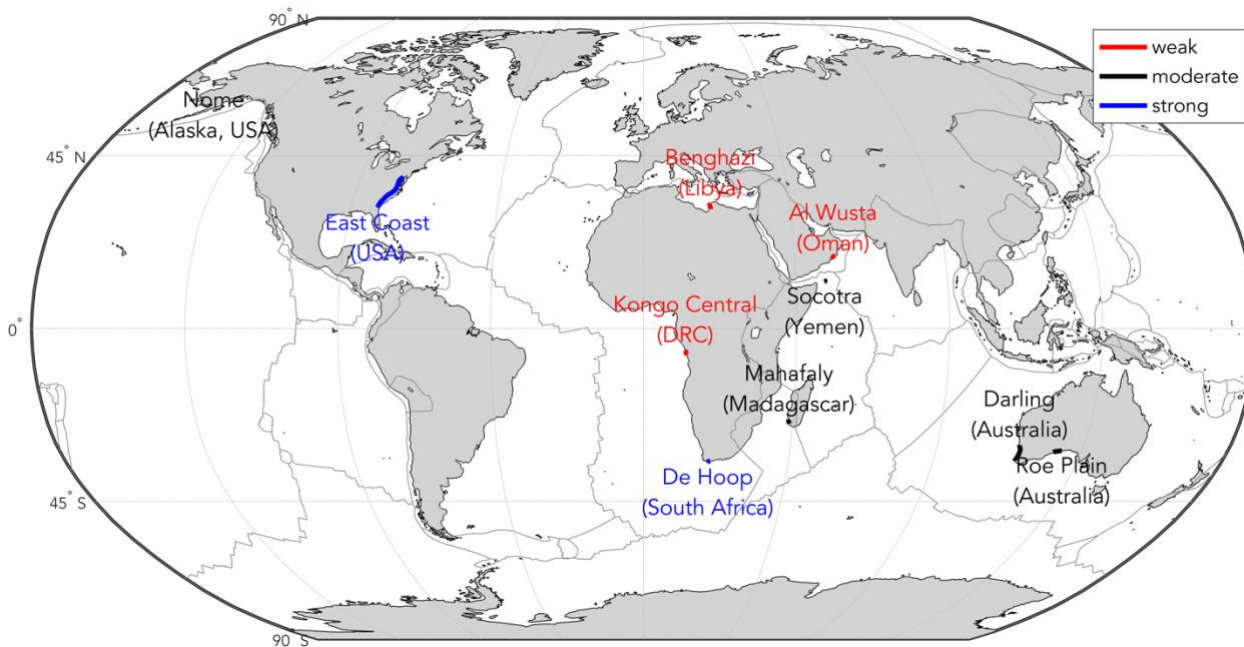 90° N
weak
moderate
strong
Nome
(Alaska, USA)
45° N
Benghazi
(Libya)
East Coast
(USA)
Al Wusta
(Oman)
Kongo Central
(DRC)
Socotra
(Yemen)
0°
Mahafaly
(Madagascar)
Darling
(Australia)
Roe Plain
(Australia)
De Hoop
(South Africa)
45° S
90° S